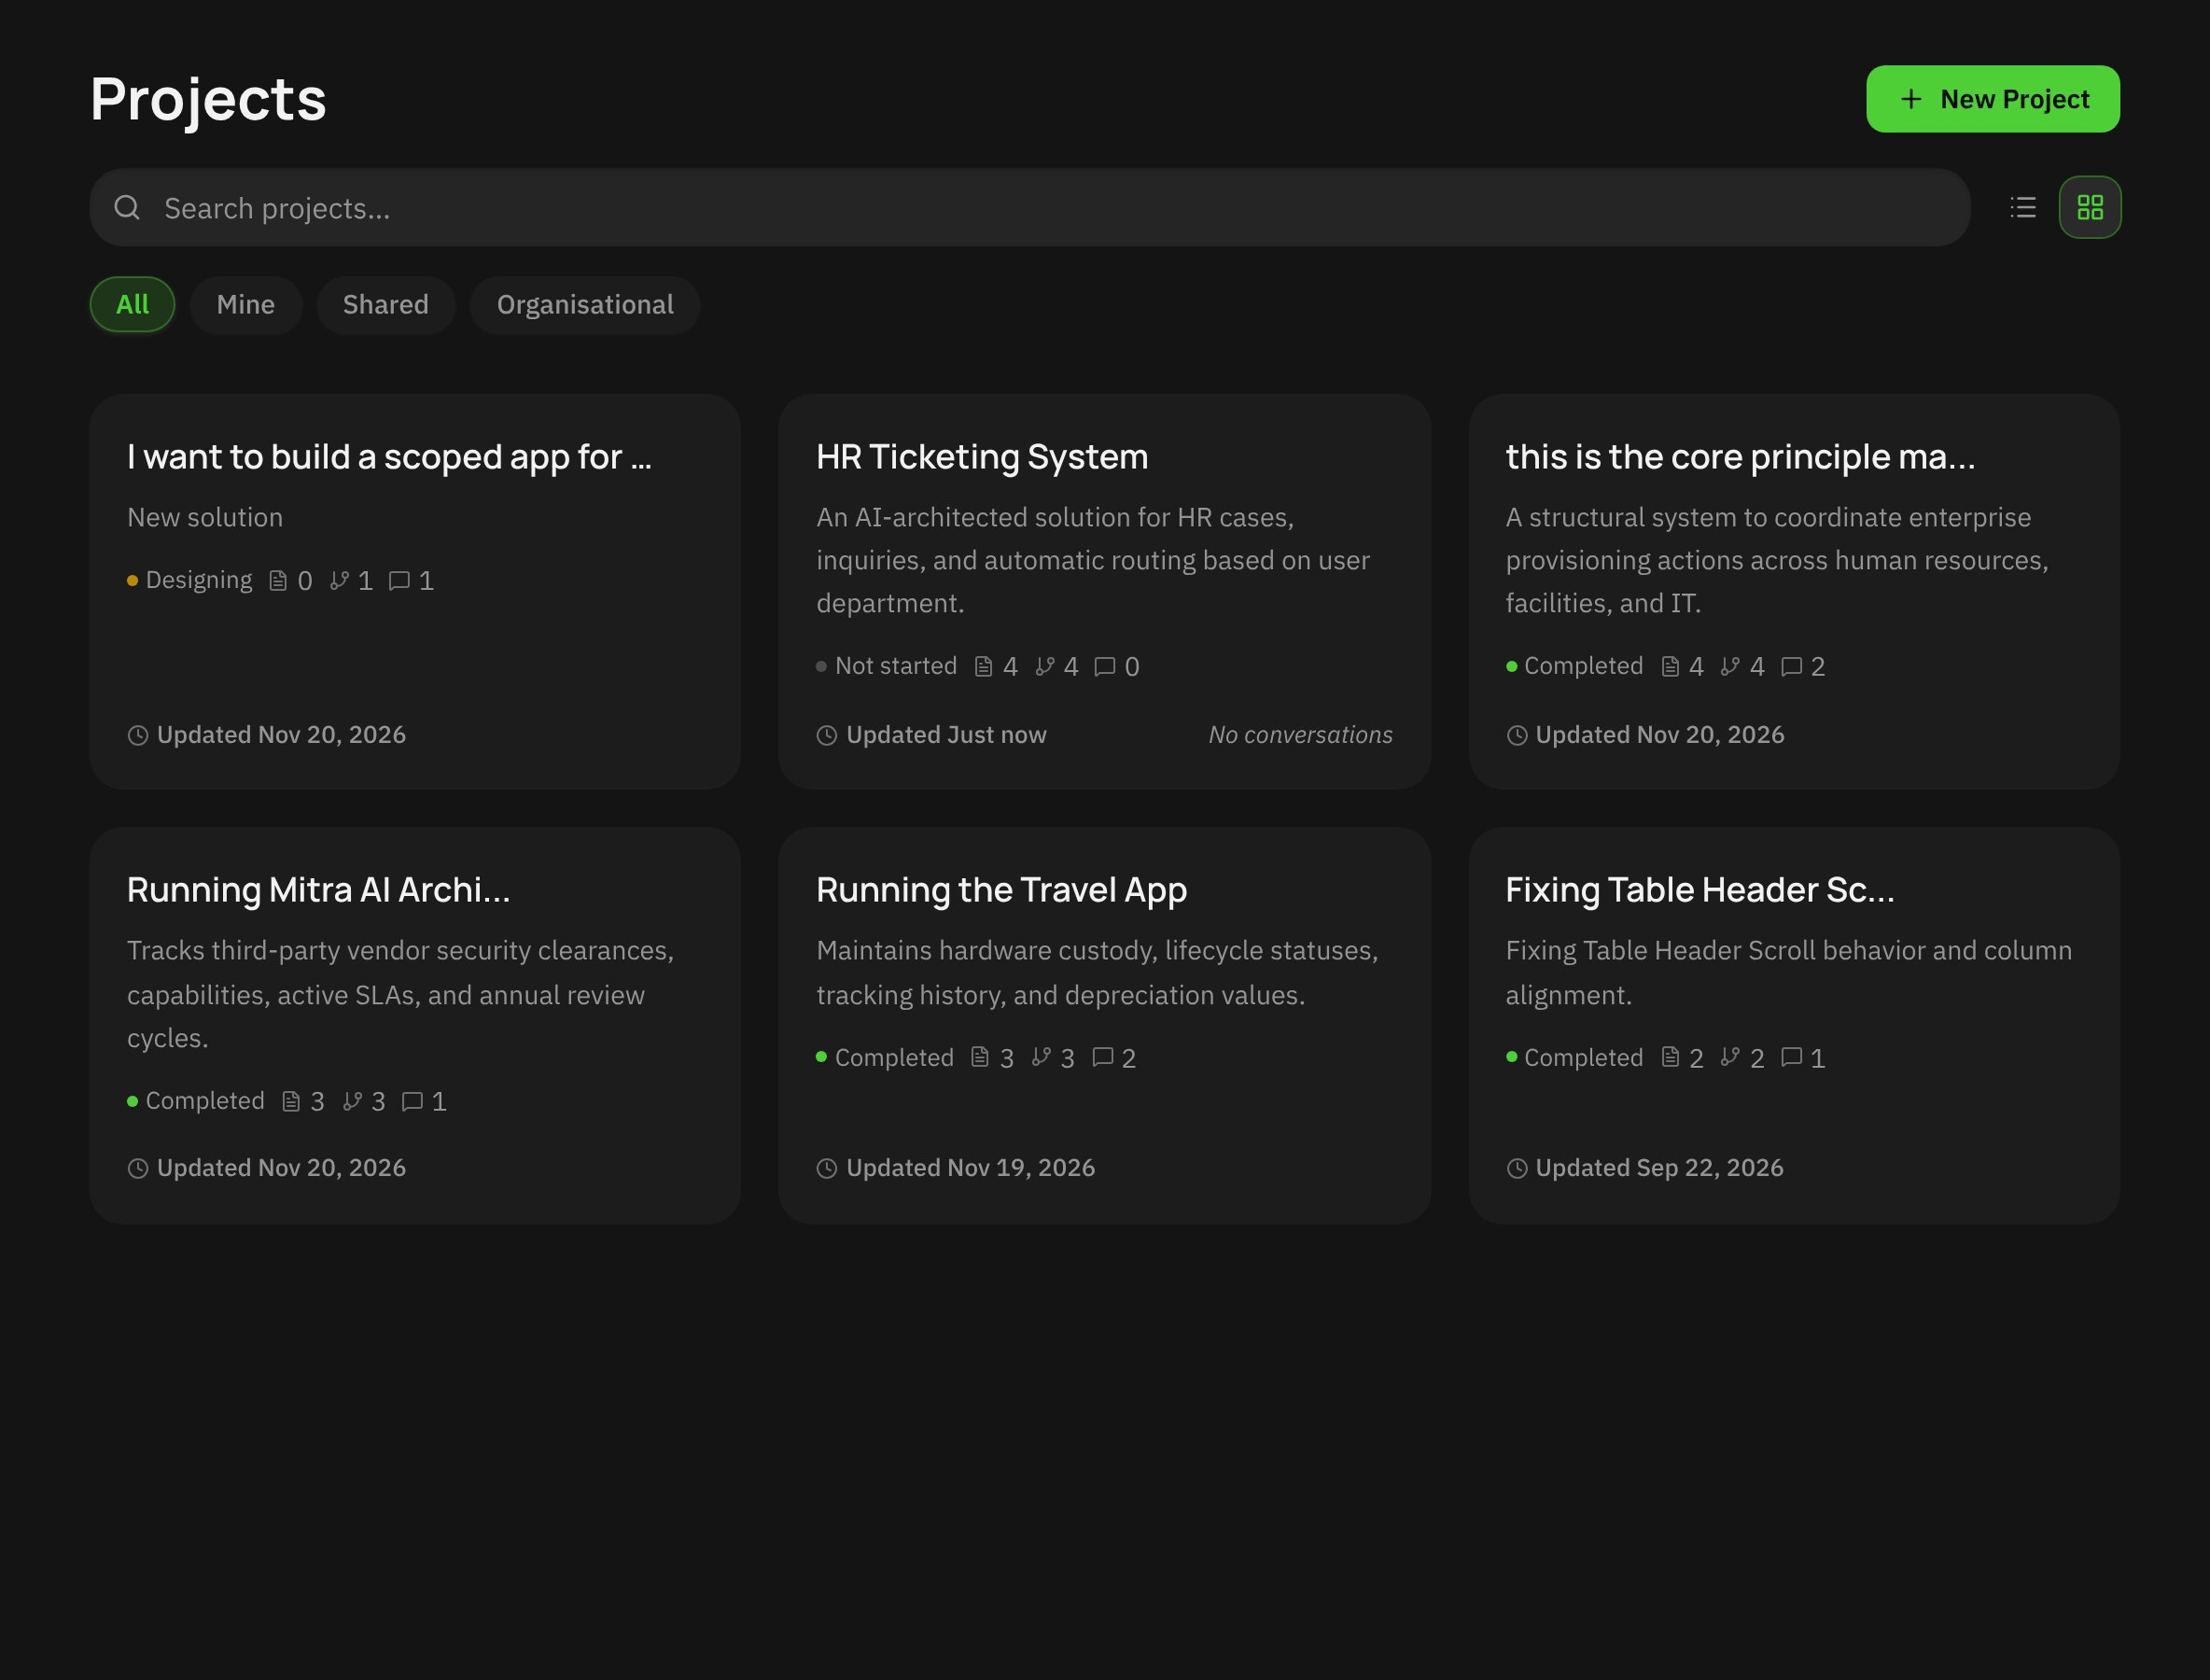 Projects
New Project
Search projects...
All
Mine
Shared
Organisational
I want to build a scoped app for ...
New solution
Designing 0 1 1
Updated Nov 20, 2026
HR Ticketing System
An AI-architected solution for HR cases,
inquiries, and automatic routing based on user
department.
Not started 4 4 0
Updated Just now
No conversations
this is the core principle ma...
A structural system to coordinate enterprise
provisioning actions across human resources,
facilities, and IT.
Completed 4 4 2
Updated Nov 20, 2026
Running Mitra AI Archi...
Tracks third-party vendor security clearances,
capabilities, active SLAs, and annual review
cycles.
Completed 3 3 1
Updated Nov 20, 2026
Running the Travel App
Maintains hardware custody, lifecycle statuses,
tracking history, and depreciation values.
Completed 3 3 2
Updated Nov 19, 2026
Fixing Table Header Sc...
Fixing Table Header Scroll behavior and column
alignment.
Completed 2 2 1
Updated Sep 22, 2026